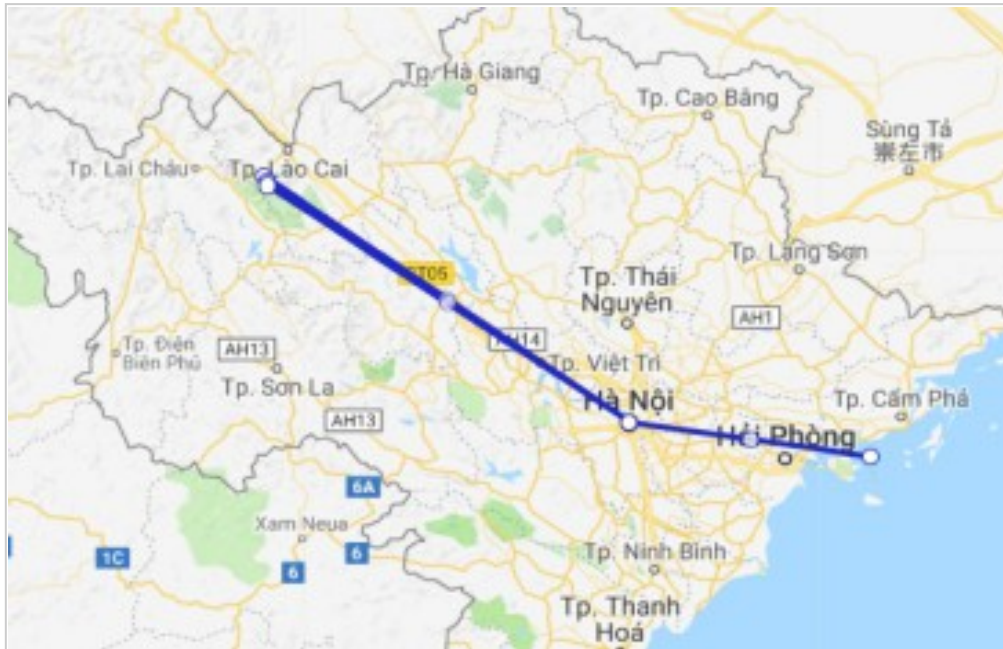 Tp. Hà Giang
Tp. Cao Bằng
Sùng Tả
崇左市
Tp. Lai Châu
Tp. Lào Cai
Tp. Lạng Sơn
Tp. Thái
Nguyên
AH1
AH14
Tp. Điện
Biên Phủ
AH13
Tp. Việt Trì
Tp. Sơn La
Hà Nội
Tp. Cẩm Phả
AH13
Hải Phòng
6A
Xam Neua
1C
6
6
Tp. Ninh Bình
Tp. Thanh
Hoá